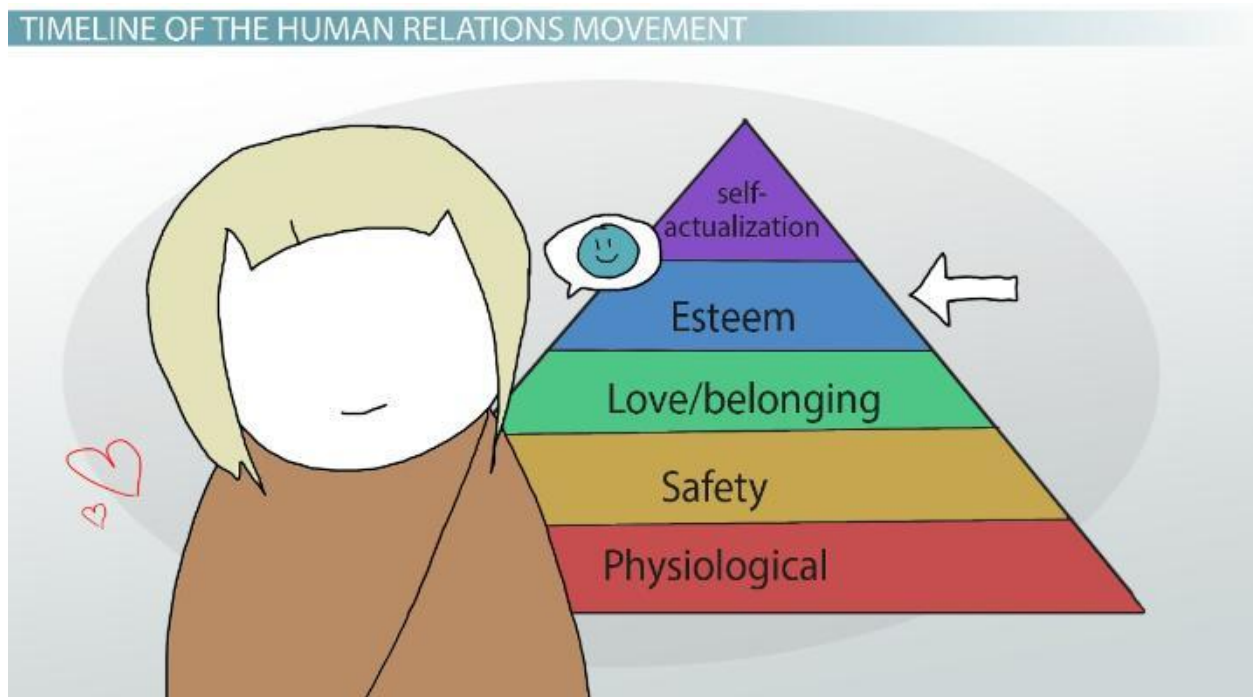 TIMELINE OF THE HUMAN RELATIONS MOVEMENT
self-
actualization
Esteem
Love/belonging
Safety
Physiological